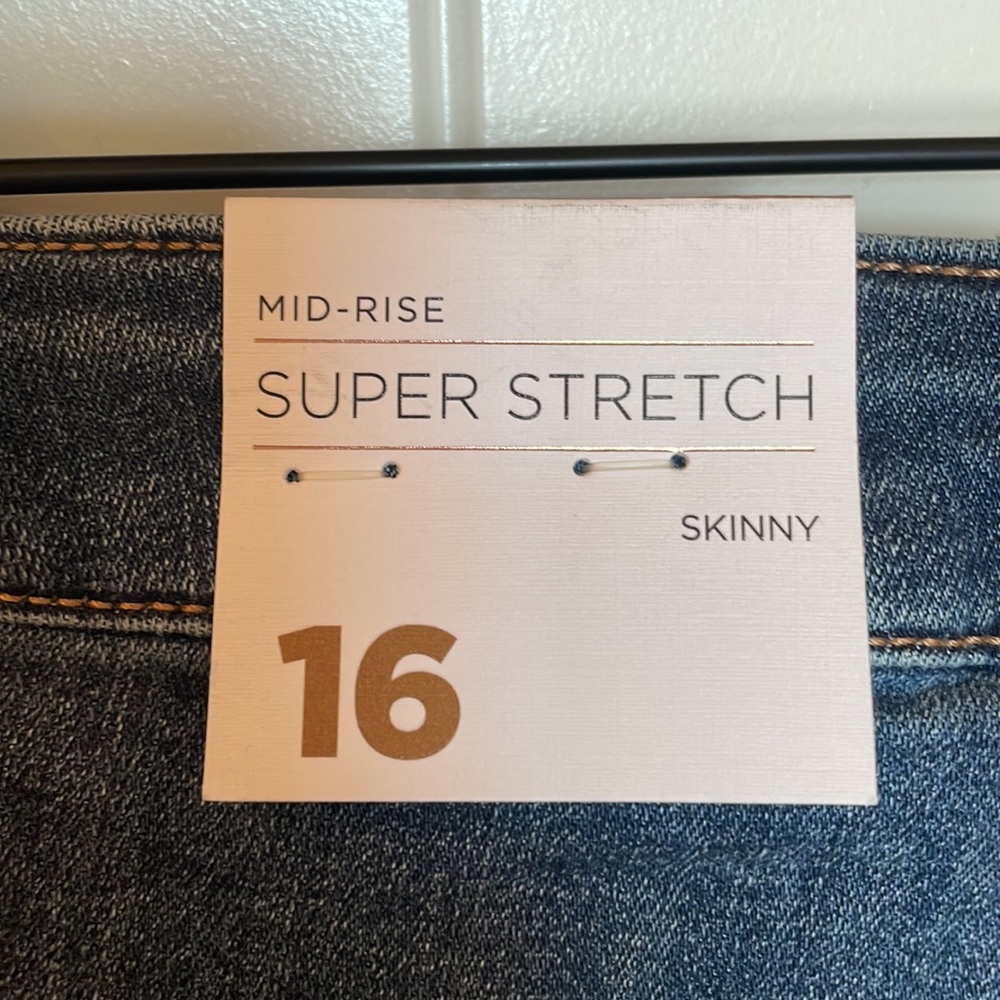 MID-RISE
SUPER STRETCH
SKINNY
16